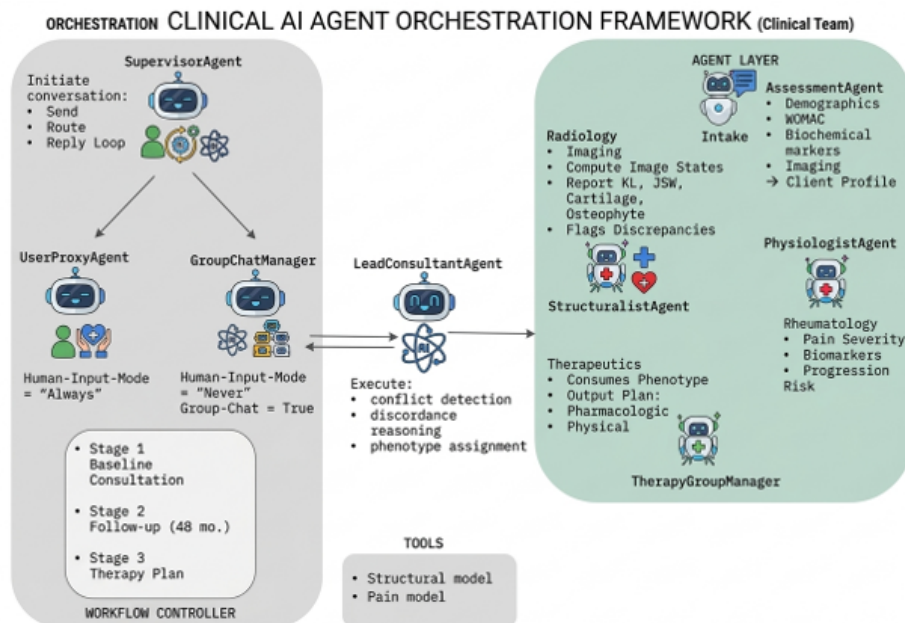 ORCHESTRATION CLINICAL AI AGENT ORCHESTRATION FRAMEWORK (Clinical Team)
SupervisorAgent
Initiate
conversation:
• Send
• Route
• Reply Loop
UserProxyAgent
Human-Input-Mode
= "Always"
GroupChatManager
Human-Input-Mode
= "Never"
Group-Chat = True
• Stage 1
Baseline
Consultation
• Stage 2
Follow-up (48 mo.)
• Stage 3
Therapy Plan
WORKFLOW CONTROLLER
LeadConsultantAgent
AI
Execute:
• conflict detection
• discordance
reasoning
• phenotype assignment
TOOLS
• Structural model
• Pain model
AGENT LAYER
Intake
AssessmentAgent
• Demographics
• WOMAC
• Biochemical
markers
• Imaging
→ Client Profile
Radiology
• Imaging
• Compute Image States
• Report KL, JSW,
Cartilage,
Osteophyte
• Flags Discrepancies
StructuralistAgent
PhysiologistAgent
Rheumatology
• Pain Severity
• Biomarkers
• Progression
Risk
Therapeutics
• Consumes Phenotype
• Output Plan:
• Pharmacologic
• Physical
TherapyGroupManager